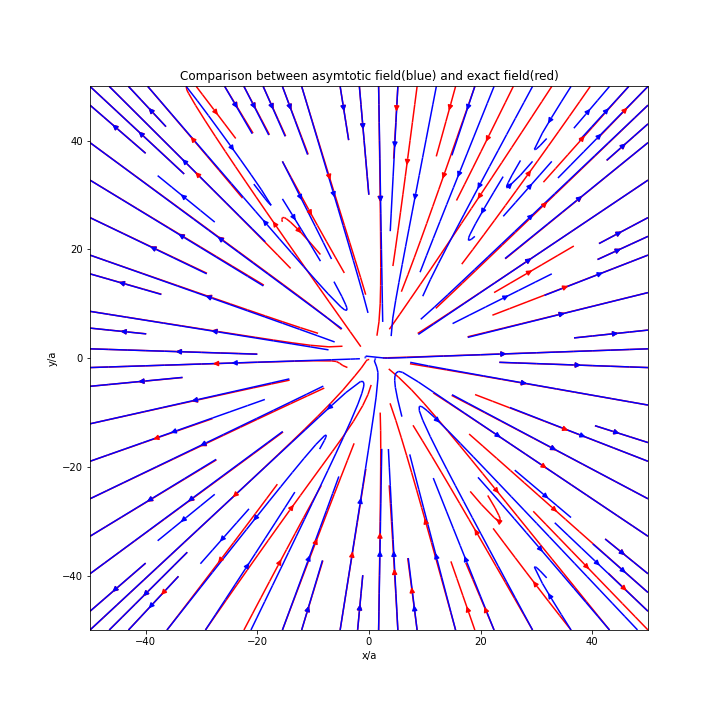 Comparison between asymtotic field(blue) and exact field(red)
40
20
0
−20
−40
y/a
−40 −20 0 20 40
x/a